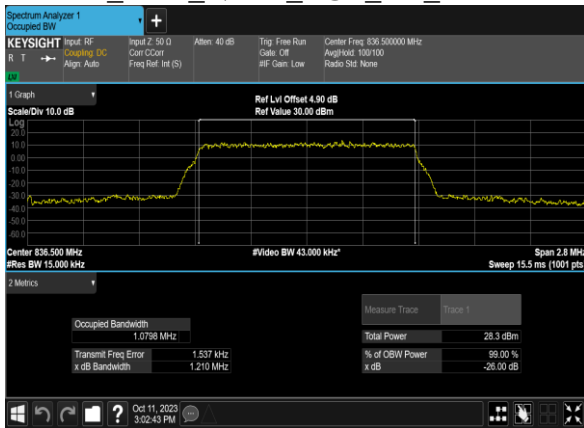 Spectrum Analyzer 1
Occupied BW
+
KEYSIGHT Input: RF Input Z: 50 Ω Atten: 40 dB Trig: Free Run Center Freq: 836.500000 MHz
R T Coupling: DC Corr CCorr Gate: Off Avg|Hold: 100/100
Align: Auto Freq Ref: Int (S) #IF Gain: Low Radio Std: None
LXI
1 Graph
Ref Lvl Offset 4.90 dB
Scale/Div 10.0 dB Ref Value 30.00 dBm
Log
20.0
10.0
0.00
-10.0
-20.0
-30.0
-40.0
-50.0
-60.0
Center 836.500 MHz #Video BW 43.000 kHz* Span 2.8 MHz
#Res BW 15.000 kHz Sweep 15.5 ms (1001 pts
2 Metrics
Measure Trace Trace 1
Occupied Bandwidth
1.0798 MHz Total Power 28.3 dBm
Transmit Freq Error 1.537 kHz % of OBW Power 99.00 %
x dB Bandwidth 1.210 MHz x dB -26.00 dB
? Oct 11, 2023
3:02:43 PM